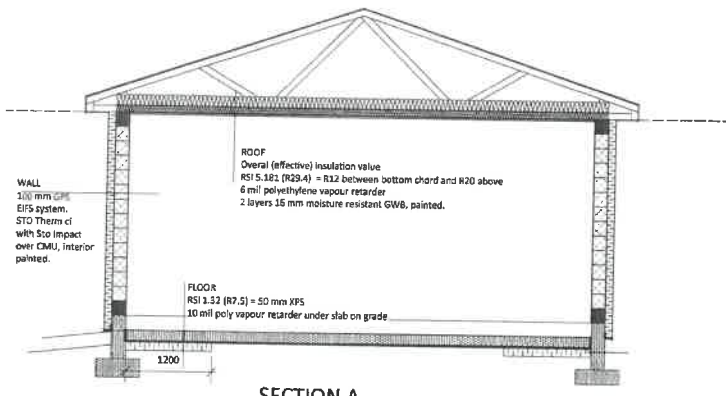 ROOF
Overal (effective) insulation value
RSI 5.181 (R29.4) = R12 between bottom chord and R20 above
6 mil polyethylene vapour retarder
2 layers 16 mm moisture resistant GWB, painted.
WALL
100 mm GPS
EIFS system.
STO Therm ci
with Sto Impact
over CMU, interior
painted.
FLOOR
RSI 1.32 (R7.5) = 50 mm XPS
10 mil poly vapour retarder under slab on grade
1200
SECTION A